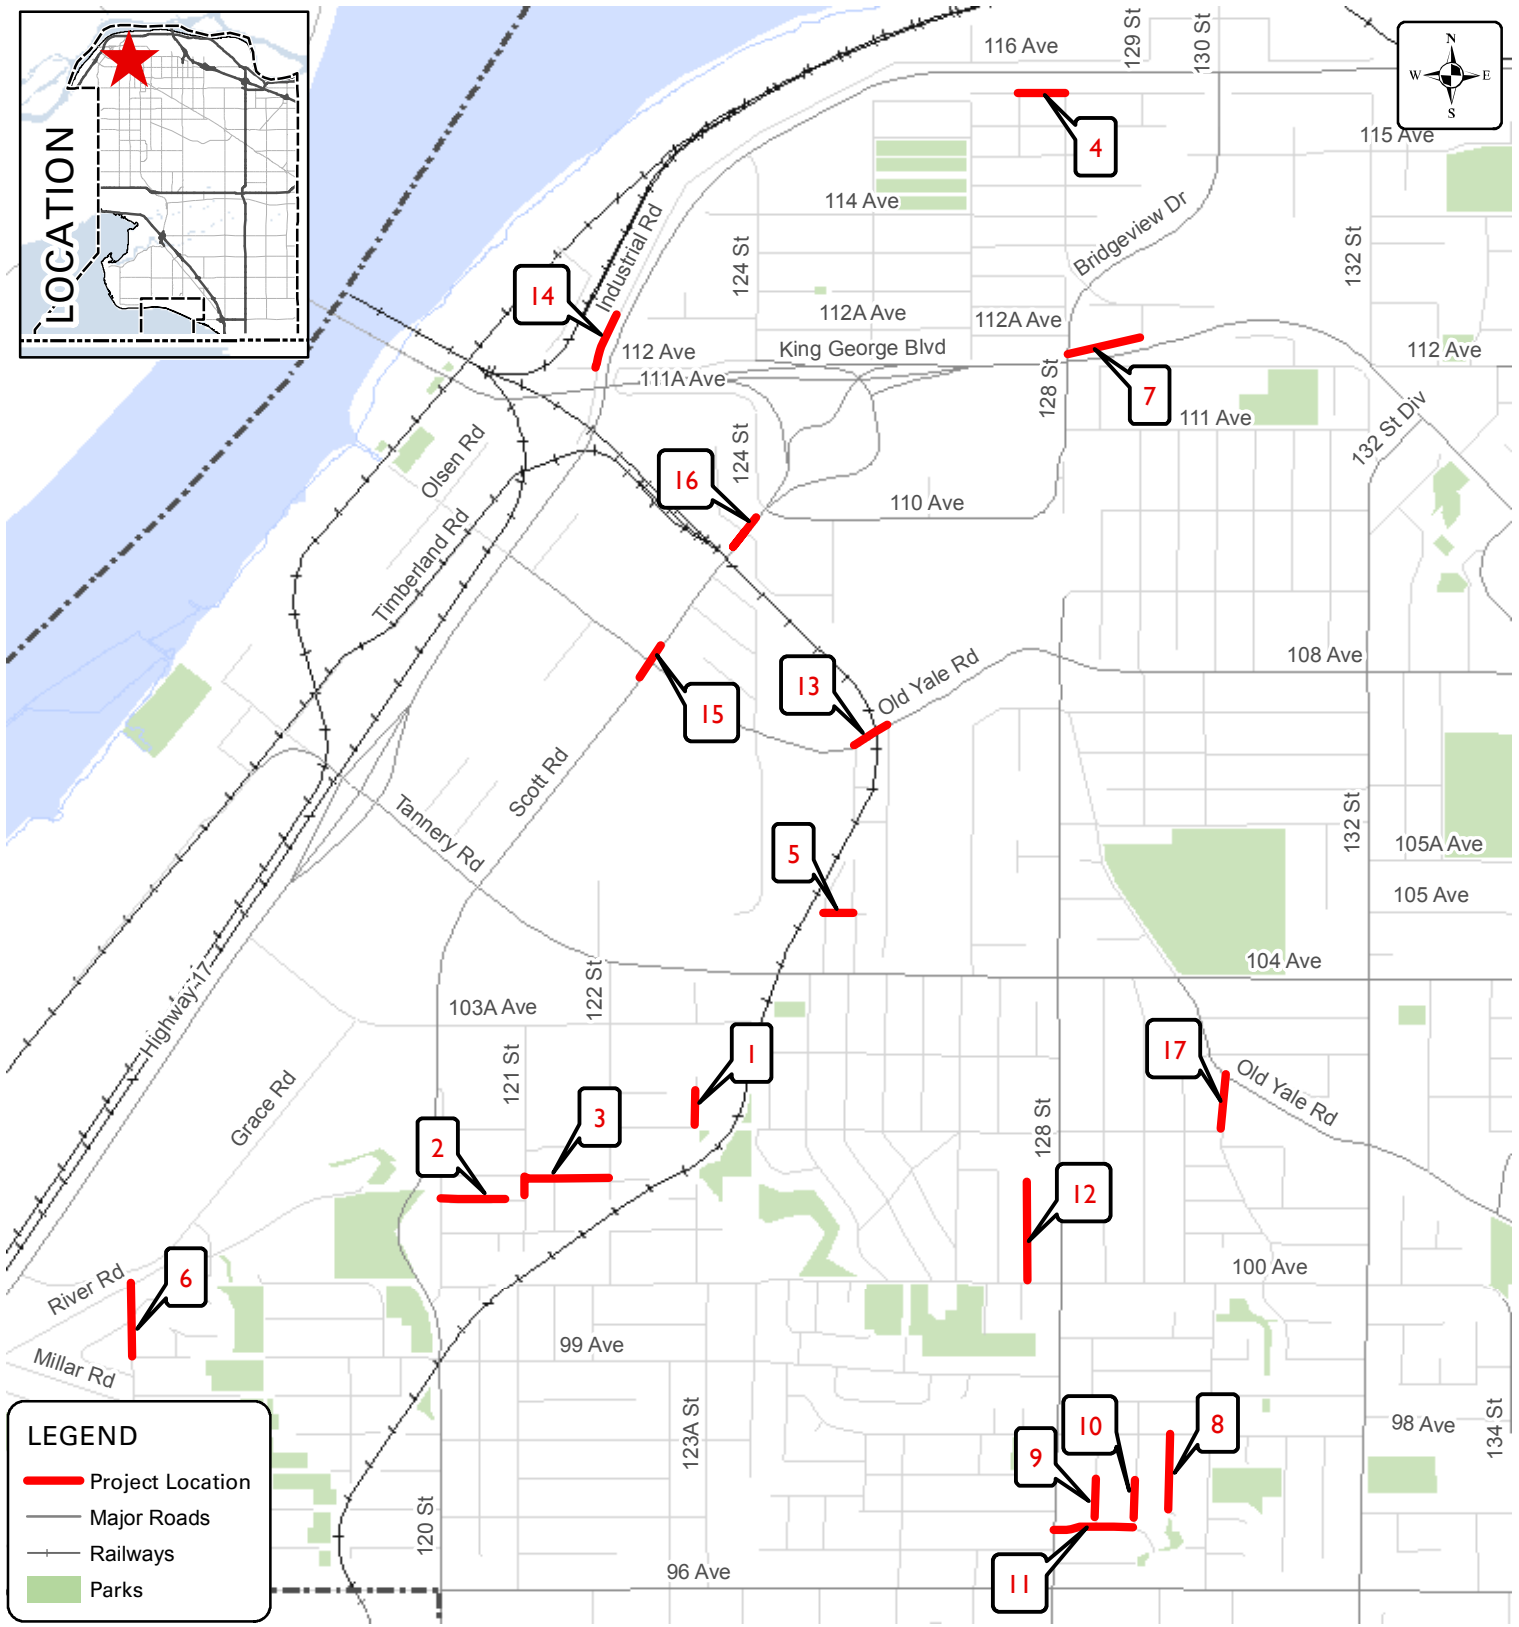 LOCATION
116 Ave
129 St
130 St
N
W
E
S
4
115 Ave
114 Ave
Bridgeview Dr
Industrial Rd
124 St
132 St
14
112A Ave
112A Ave
King George Blvd
112 Ave
112 Ave
111A Ave
128 St
7
111 Ave
132 St Div
Olsen Rd
124 St
16
110 Ave
Timberland Rd
108 Ave
Old Yale Rd
13
15
Scott Rd
Tannery Rd
132 St
5
105A Ave
105 Ave
104 Ave
Highway 17
122 St
103A Ave
1
17
121 St
Old Yale Rd
Grace Rd
3
128 St
2
12
River Rd
6
100 Ave
99 Ave
Millar Rd
123A St
10
8
98 Ave
134 St
9
120 St
11
96 Ave
LEGEND
Project Location
Major Roads
Railways
Parks